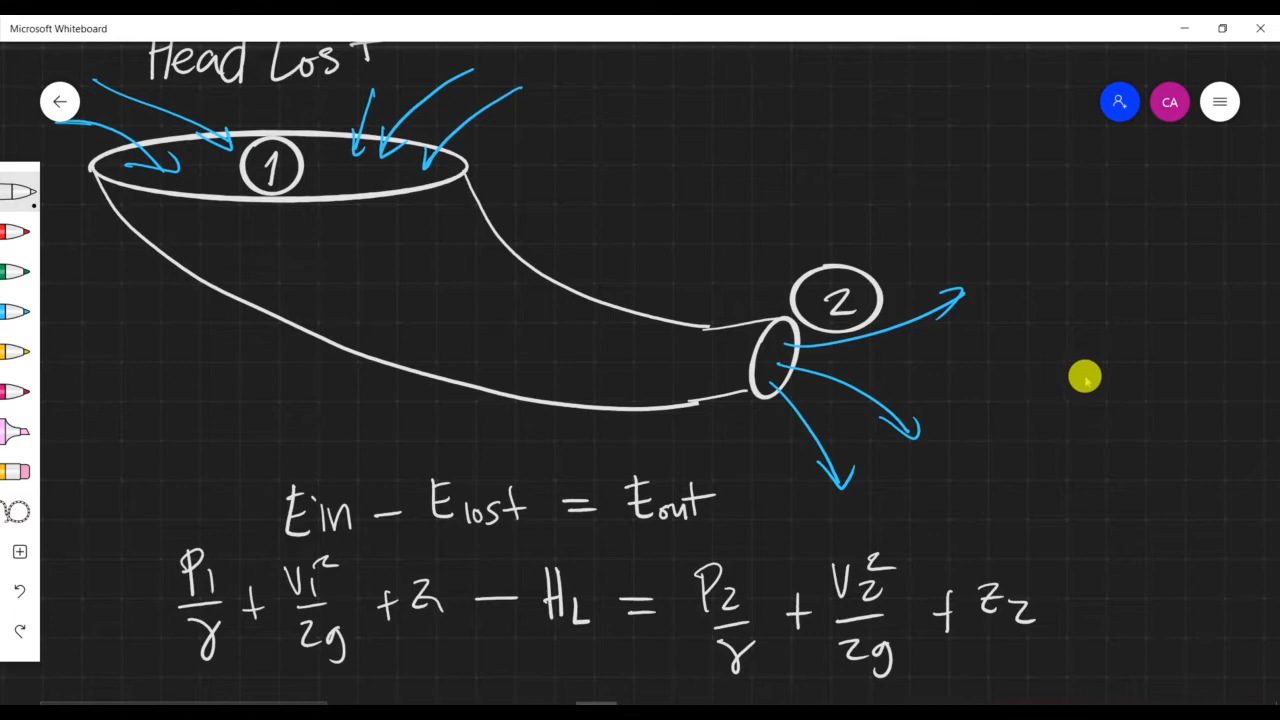 Microsoft Whiteboard
Head Lost
CA
1
2
Ein - Elost = Eout
P1/γ + V1²/2g + z1 - HL = P2/γ + V2²/2g + z2